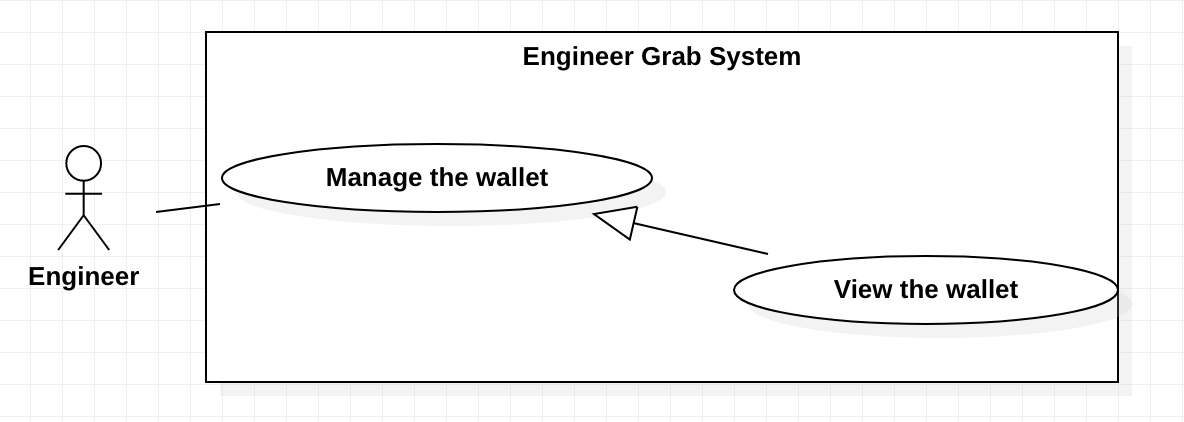 Engineer Grab System
Manage the wallet
Engineer
View the wallet